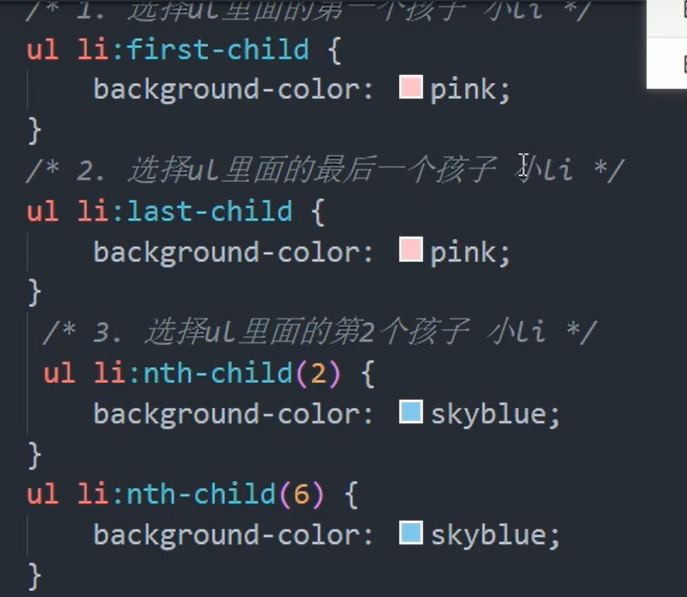 /* 1. 选择ul里面的第一个孩子 小li */
ul li:first-child {
background-color: pink;
}
/* 2. 选择ul里面的最后一个孩子 小li */
ul li:last-child {
background-color: pink;
}
/* 3. 选择ul里面的第2个孩子 小li */
ul li:nth-child(2) {
background-color: skyblue;
}
ul li:nth-child(6) {
background-color: skyblue;
}